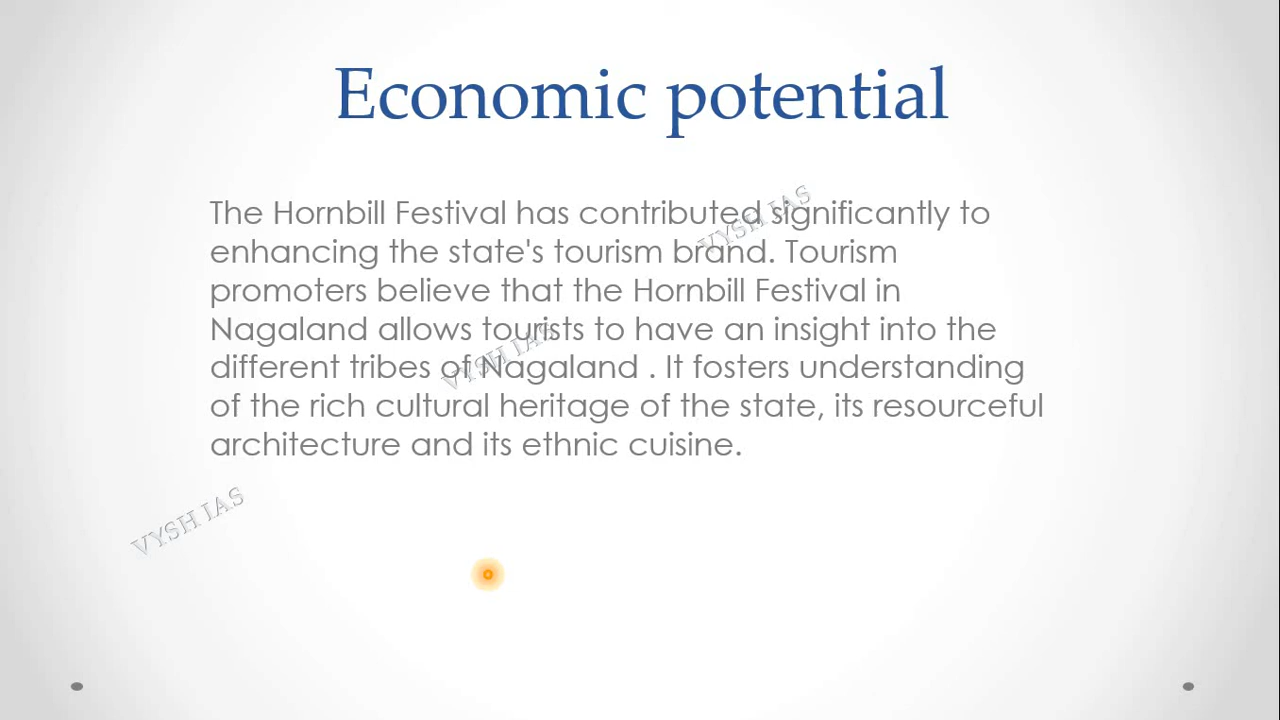 Economic potential
The Hornbill Festival has contributed significantly to
enhancing the state's tourism brand. Tourism
promoters believe that the Hornbill Festival in
Nagaland allows tourists to have an insight into the
different tribes of Nagaland . It fosters understanding
of the rich cultural heritage of the state, its resourceful
architecture and its ethnic cuisine.
VYSH IAS
VYSH IAS
VYSH IAS